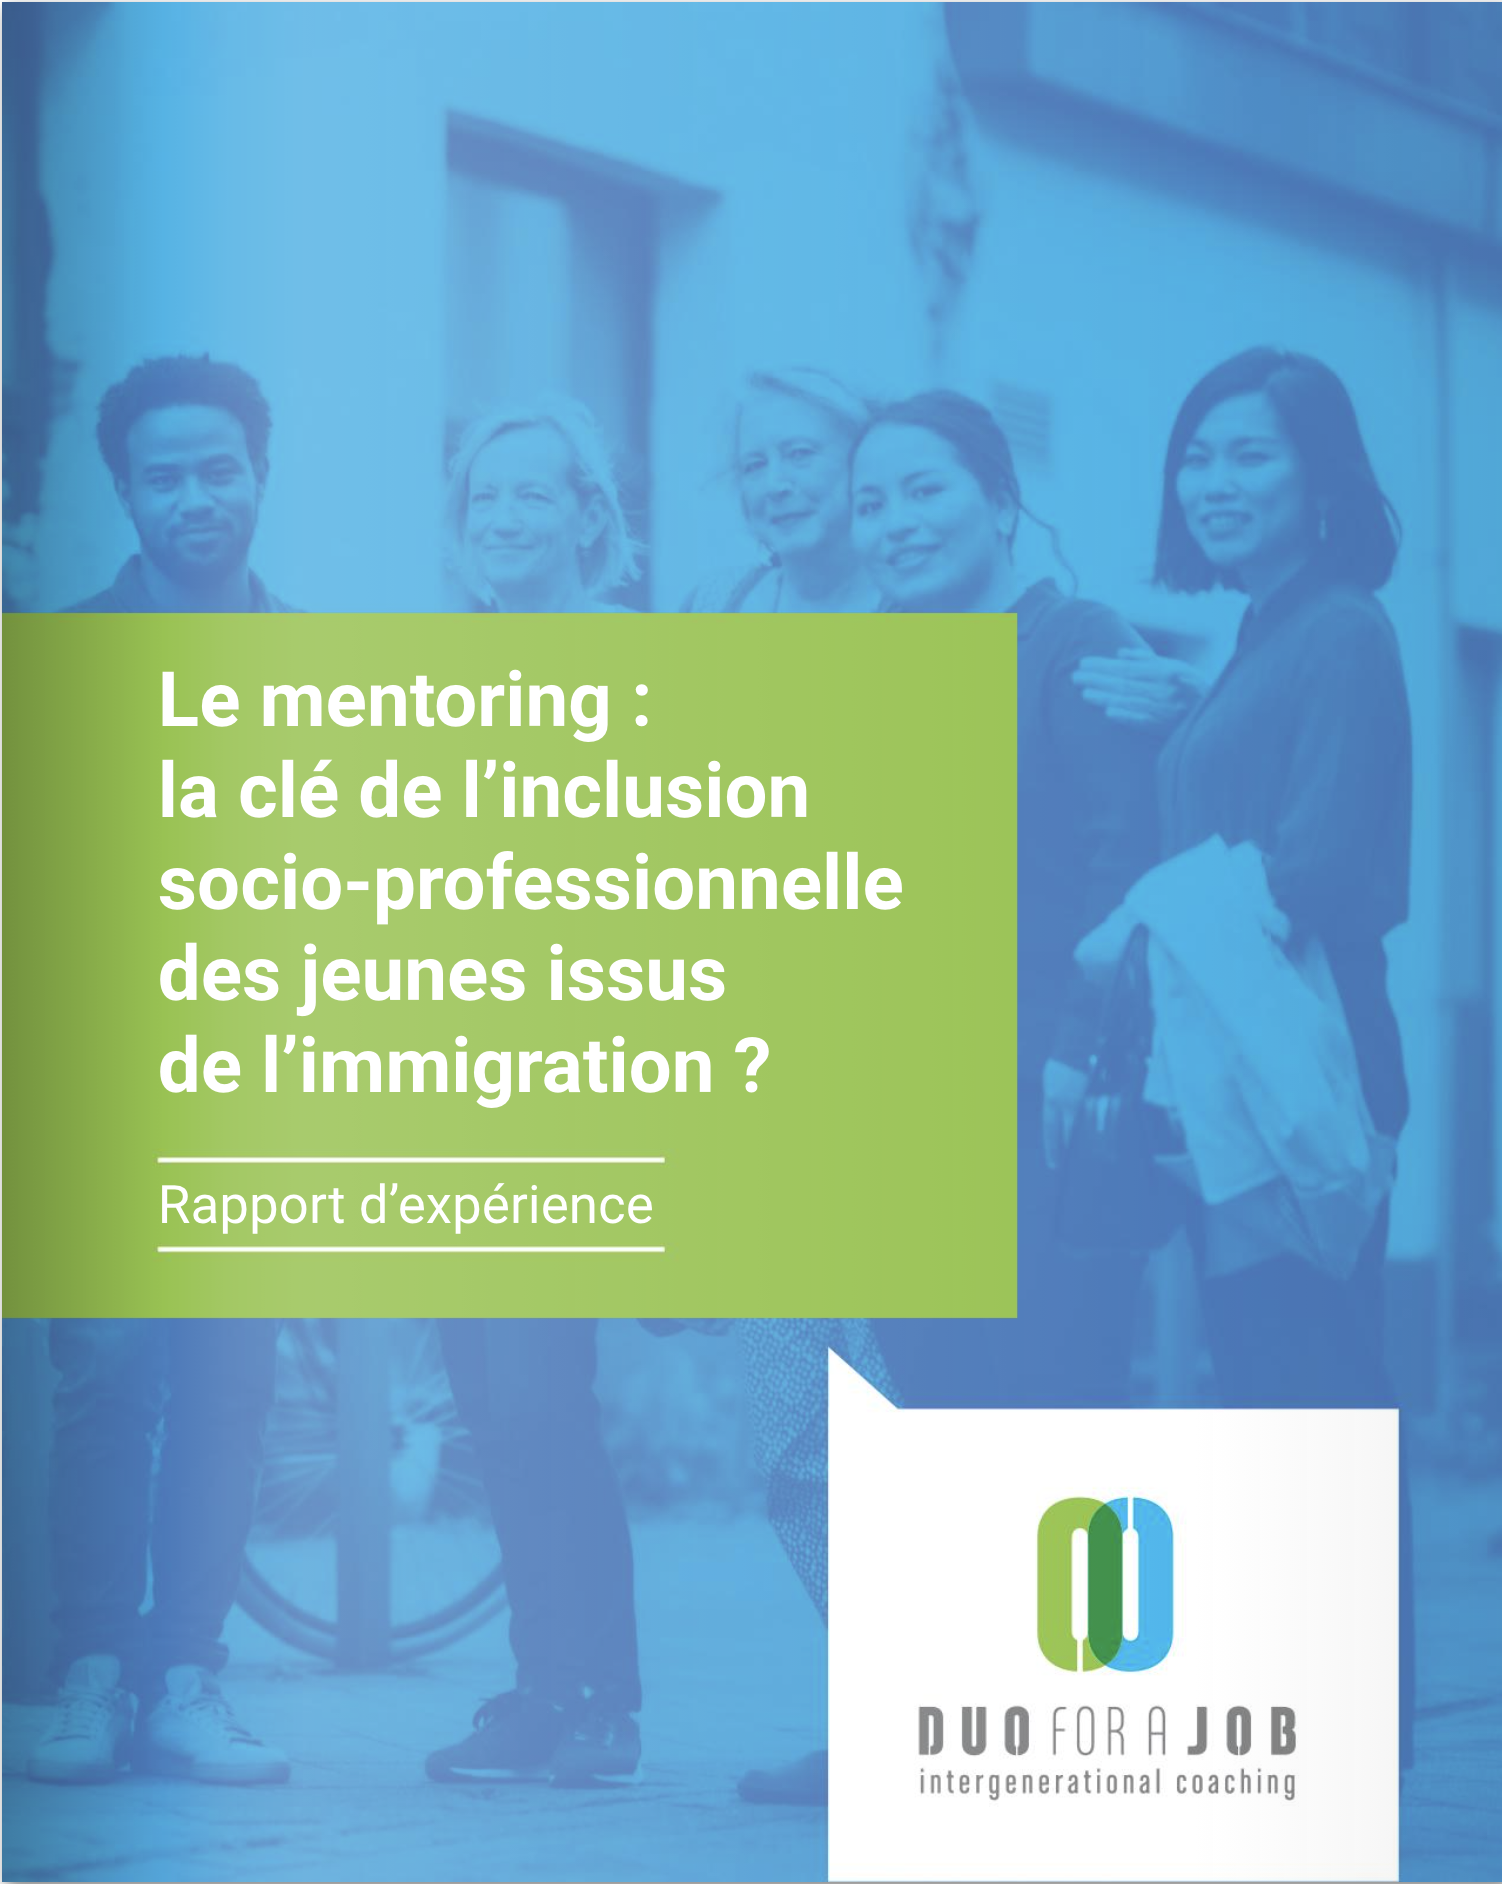 Le mentoring :
la clé de l’inclusion
socio-professionnelle
des jeunes issus
de l’immigration ?
Rapport d’expérience
DUO FOR A JOB
intergenerational coaching